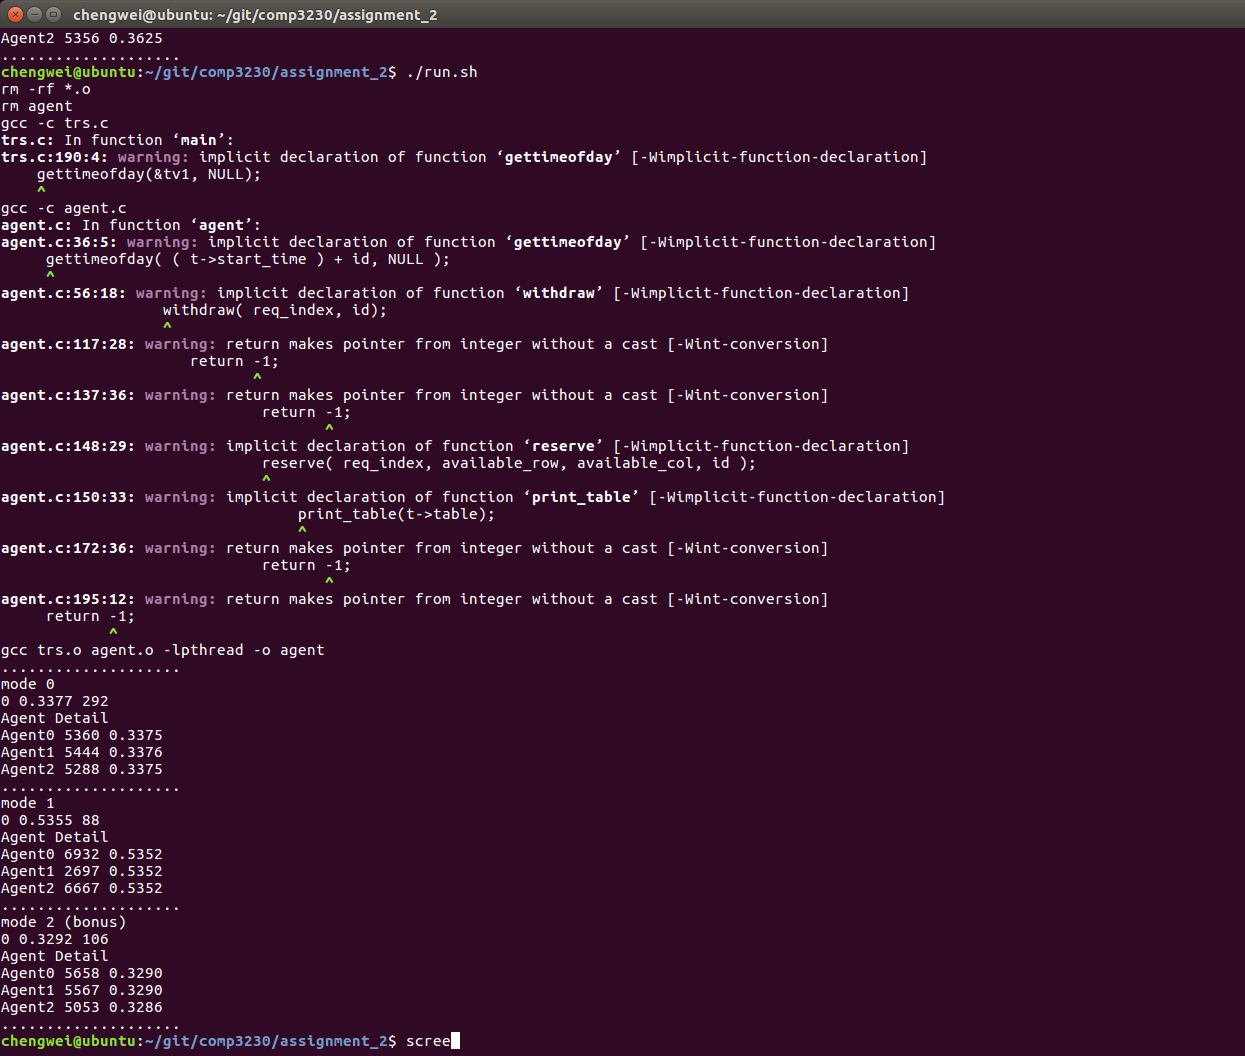 chengwei@ubuntu: ~/git/comp3230/assignment_2
Agent2 5356 0.3625
....................
chengwei@ubuntu:~/git/comp3230/assignment_2$ ./run.sh
rm -rf *.o
rm agent
gcc -c trs.c
trs.c: In function ‘main’:
trs.c:190:4: warning: implicit declaration of function ‘gettimeofday’ [-Wimplicit-function-declaration]
    gettimeofday(&tv1, NULL);
    ^
gcc -c agent.c
agent.c: In function ‘agent’:
agent.c:36:5: warning: implicit declaration of function ‘gettimeofday’ [-Wimplicit-function-declaration]
     gettimeofday( ( t->start_time ) + id, NULL );
     ^
agent.c:56:18: warning: implicit declaration of function ‘withdraw’ [-Wimplicit-function-declaration]
                  withdraw( req_index, id);
                  ^
agent.c:117:28: warning: return makes pointer from integer without a cast [-Wint-conversion]
                     return -1;
                            ^
agent.c:137:36: warning: return makes pointer from integer without a cast [-Wint-conversion]
                             return -1;
                                    ^
agent.c:148:29: warning: implicit declaration of function ‘reserve’ [-Wimplicit-function-declaration]
                             reserve( req_index, available_row, available_col, id );
                             ^
agent.c:150:33: warning: implicit declaration of function ‘print_table’ [-Wimplicit-function-declaration]
                                 print_table(t->table);
                                 ^
agent.c:172:36: warning: return makes pointer from integer without a cast [-Wint-conversion]
                             return -1;
                                    ^
agent.c:195:12: warning: return makes pointer from integer without a cast [-Wint-conversion]
     return -1;
            ^
gcc trs.o agent.o -lpthread -o agent
....................
mode 0
0 0.3377 292
Agent Detail
Agent0 5360 0.3375
Agent1 5444 0.3376
Agent2 5288 0.3375
....................
mode 1
0 0.5355 88
Agent Detail
Agent0 6932 0.5352
Agent1 2697 0.5352
Agent2 6667 0.5352
....................
mode 2 (bonus)
0 0.3292 106
Agent Detail
Agent0 5658 0.3290
Agent1 5567 0.3290
Agent2 5053 0.3286
....................
chengwei@ubuntu:~/git/comp3230/assignment_2$ scree